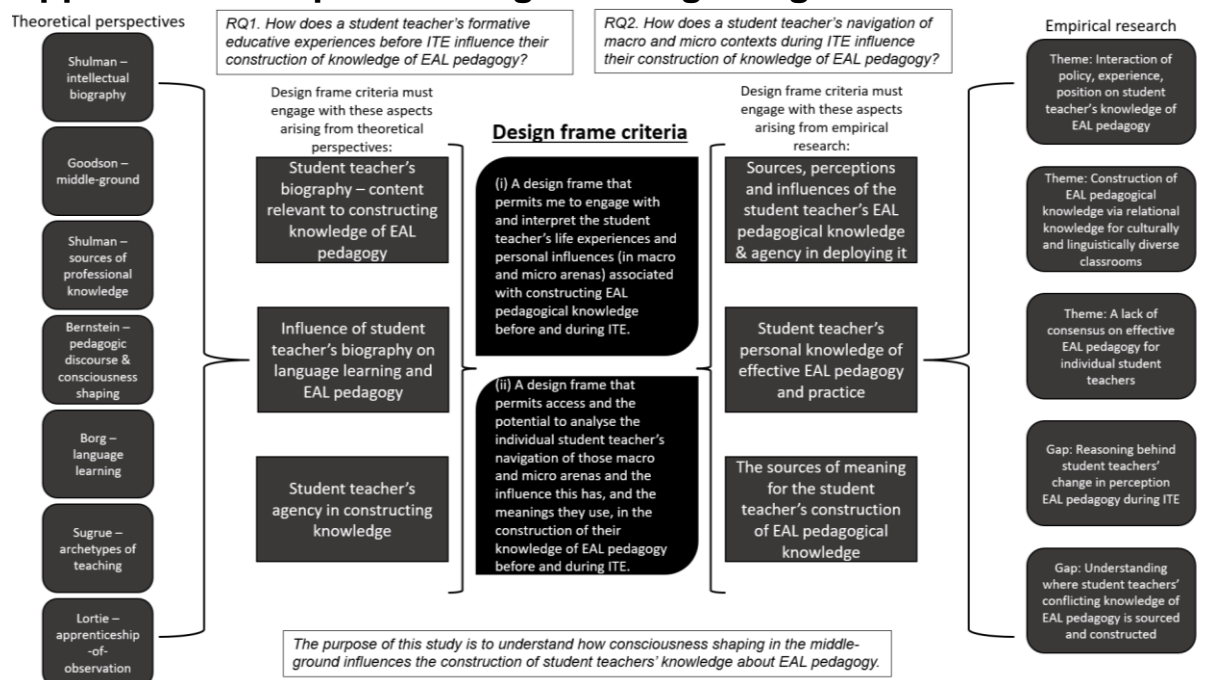 Theoretical perspectives
Shulman –
intellectual
biography
Goodson –
middle-ground
Shulman –
sources of
professional
knowledge
Bernstein –
pedagogic
discourse &
consciousness
shaping
Borg –
language
learning
Sugrue –
archetypes of
teaching
Lortie –
apprenticeship
-of-
observation
RQ1. How does a student teacher's formative
educative experiences before ITE influence their
construction of knowledge of EAL pedagogy?
RQ2. How does a student teacher's navigation of
macro and micro contexts during ITE influence
their construction of knowledge of EAL pedagogy?
Design frame criteria must
engage with these aspects
arising from theoretical
perspectives:
Student teacher's
biography – content
relevant to constructing
knowledge of EAL
pedagogy
Influence of student
teacher's biography on
language learning and
EAL pedagogy
Student teacher's
agency in constructing
knowledge
Design frame criteria
(i) A design frame that
permits me to engage with
and interpret the student
teacher's life experiences and
personal influences (in macro
and micro arenas) associated
with constructing EAL
pedagogical knowledge
before and during ITE.
(ii) A design frame that
permits access and the
potential to analyse the
individual student teacher's
navigation of those macro
and micro arenas and the
influence this has, and the
meanings they use, in the
construction of their
knowledge of EAL pedagogy
before and during ITE.
Design frame criteria must
engage with these aspects
arising from empirical
research:
Sources, perceptions
and influences of the
student teacher's EAL
pedagogical knowledge
& agency in deploying it
Student teacher's
personal knowledge of
effective EAL pedagogy
and practice
The sources of meaning
for the student
teacher's construction
of EAL pedagogical
knowledge
Empirical research
Theme: Interaction of
policy, experience,
position on student
teacher's knowledge of
EAL pedagogy
Theme: Construction of
EAL pedagogical
knowledge via relational
knowledge for culturally
and linguistically diverse
classrooms
Theme: A lack of
consensus on effective
EAL pedagogy for
individual student
teachers
Gap: Reasoning behind
student teachers'
change in perception
EAL pedagogy during
ITE
Gap: Understanding
where student teachers'
conflicting knowledge of
EAL pedagogy is sourced
and constructed
The purpose of this study is to understand how consciousness shaping in the middle-
ground influences the construction of student teachers' knowledge about EAL pedagogy.